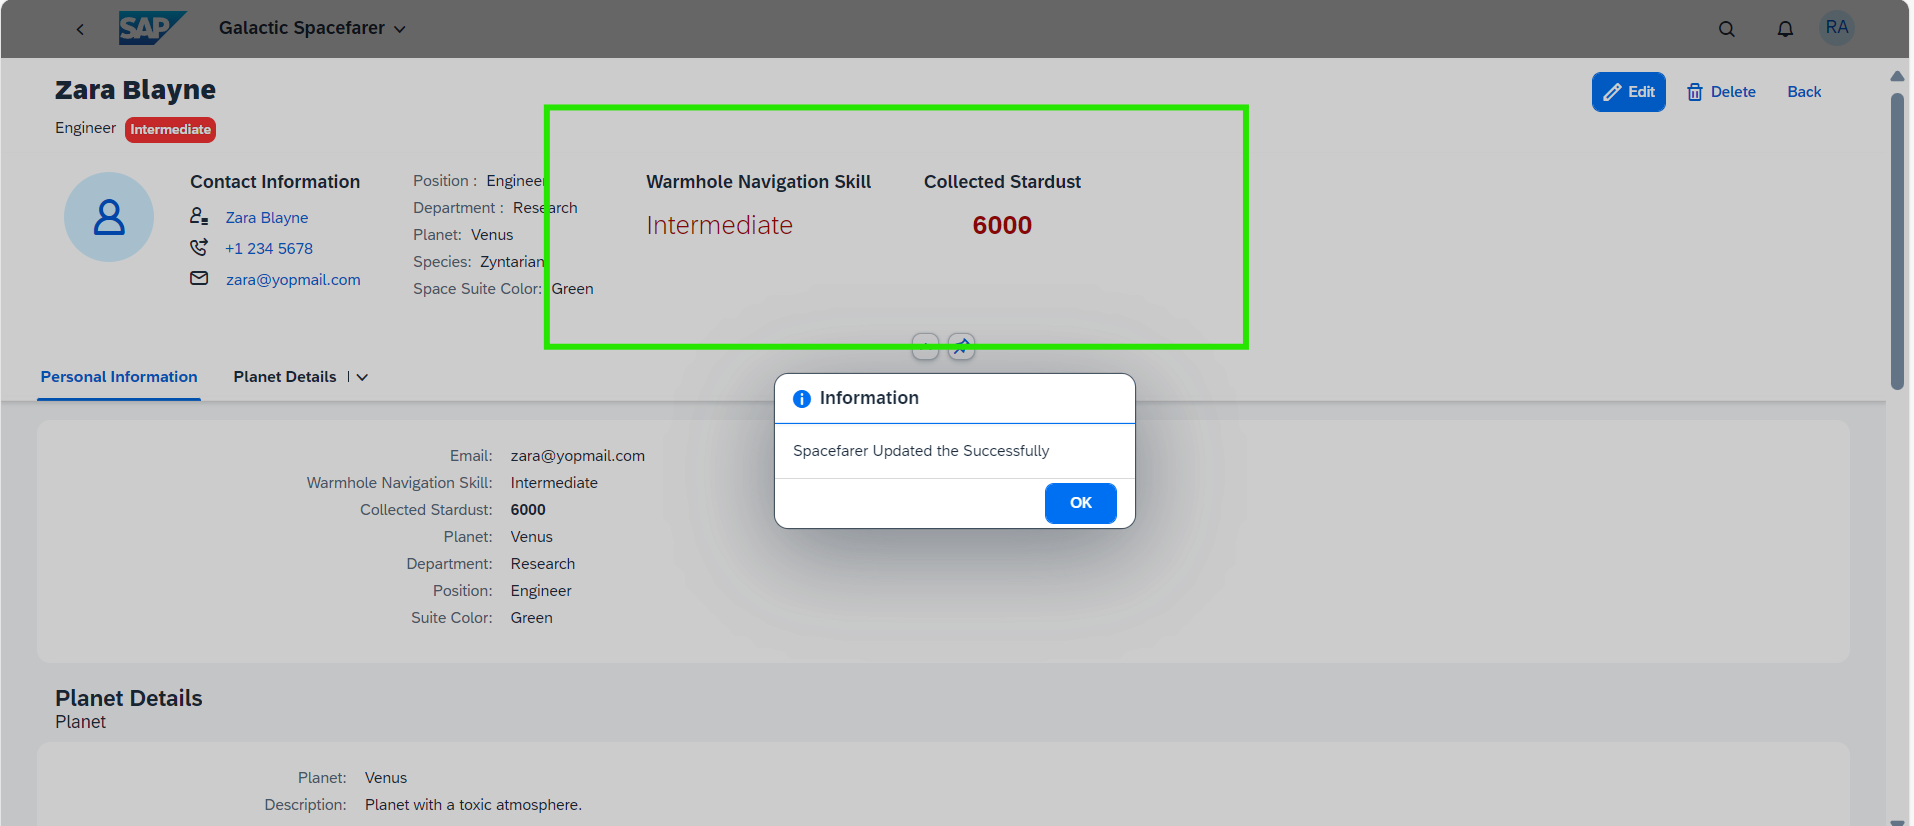 SAP
Galactic Spacefarer
RA
Zara Blayne
Edit
Delete
Back
Engineer Intermediate
Contact Information
Zara Blayne
+1 234 5678
zara@yopmail.com
Position : Engineer
Department : Research
Planet: Venus
Species: Zyntarian
Space Suite Color: Green
Warmhole Navigation Skill
Intermediate
Collected Stardust
6000
Personal Information
Planet Details
Information
Spacefarer Updated the Successfully
OK
Email: zara@yopmail.com
Warmhole Navigation Skill: Intermediate
Collected Stardust: 6000
Planet: Venus
Department: Research
Position: Engineer
Suite Color: Green
Planet Details
Planet
Planet: Venus
Description: Planet with a toxic atmosphere.